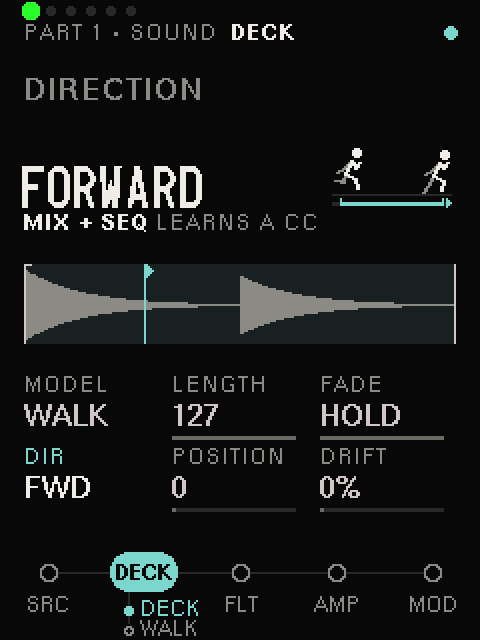 PART 1 · SOUND DECK
DIRECTION
FORWARD
MIX + SEQ LEARNS A CC
MODEL LENGTH FADE
WALK 127 HOLD
DIR POSITION DRIFT
FWD 0 0%
DECK
SRC DECK FLT AMP MOD
WALK